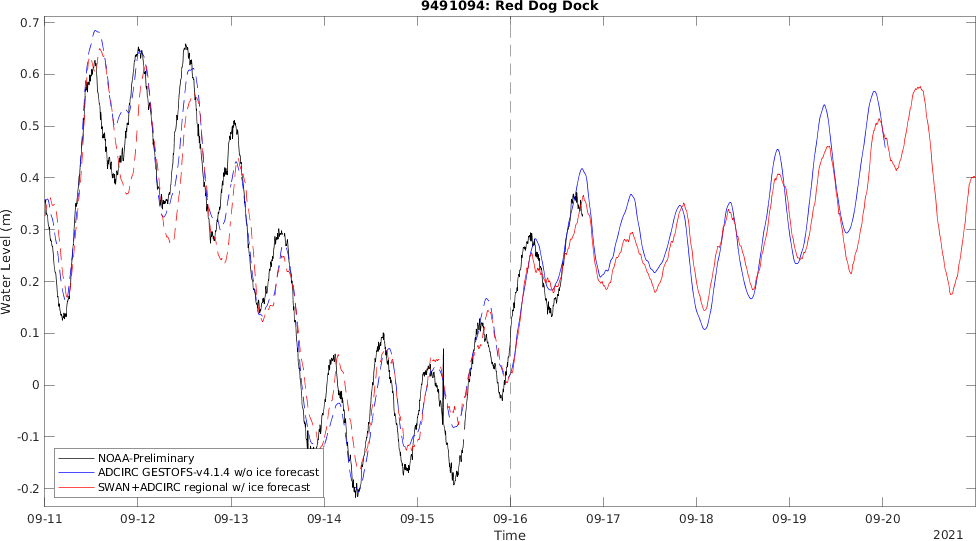 9491094: Red Dog Dock
0.7
0.6
0.5
0.4
0.3
0.2
0.1
0
-0.1
-0.2
Water Level (m)
NOAA-Preliminary
ADCIRC GESTOFS-v4.1.4 w/o ice forecast
SWAN+ADCIRC regional w/ ice forecast
09-11 09-12 09-13 09-14 09-15 09-16 09-17 09-18 09-19 09-20
Time
2021